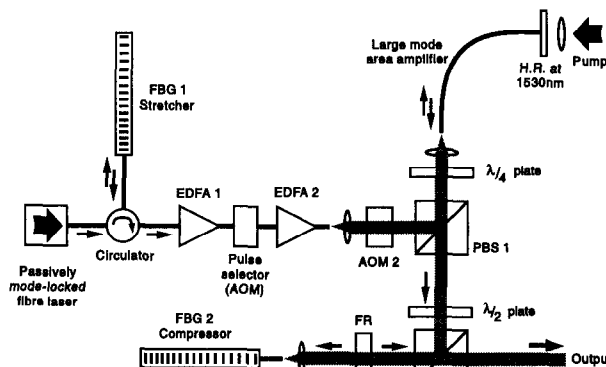 Large mode
area amplifier
H.R. at
1530nm
Pump
FBG 1
Stretcher
λ/4 plate
EDFA 1
EDFA 2
Circulator
Pulse
selector
(AOM)
AOM 2
PBS 1
Passively
mode-locked
fibre laser
λ/2 plate
FBG 2
Compressor
FR
Output